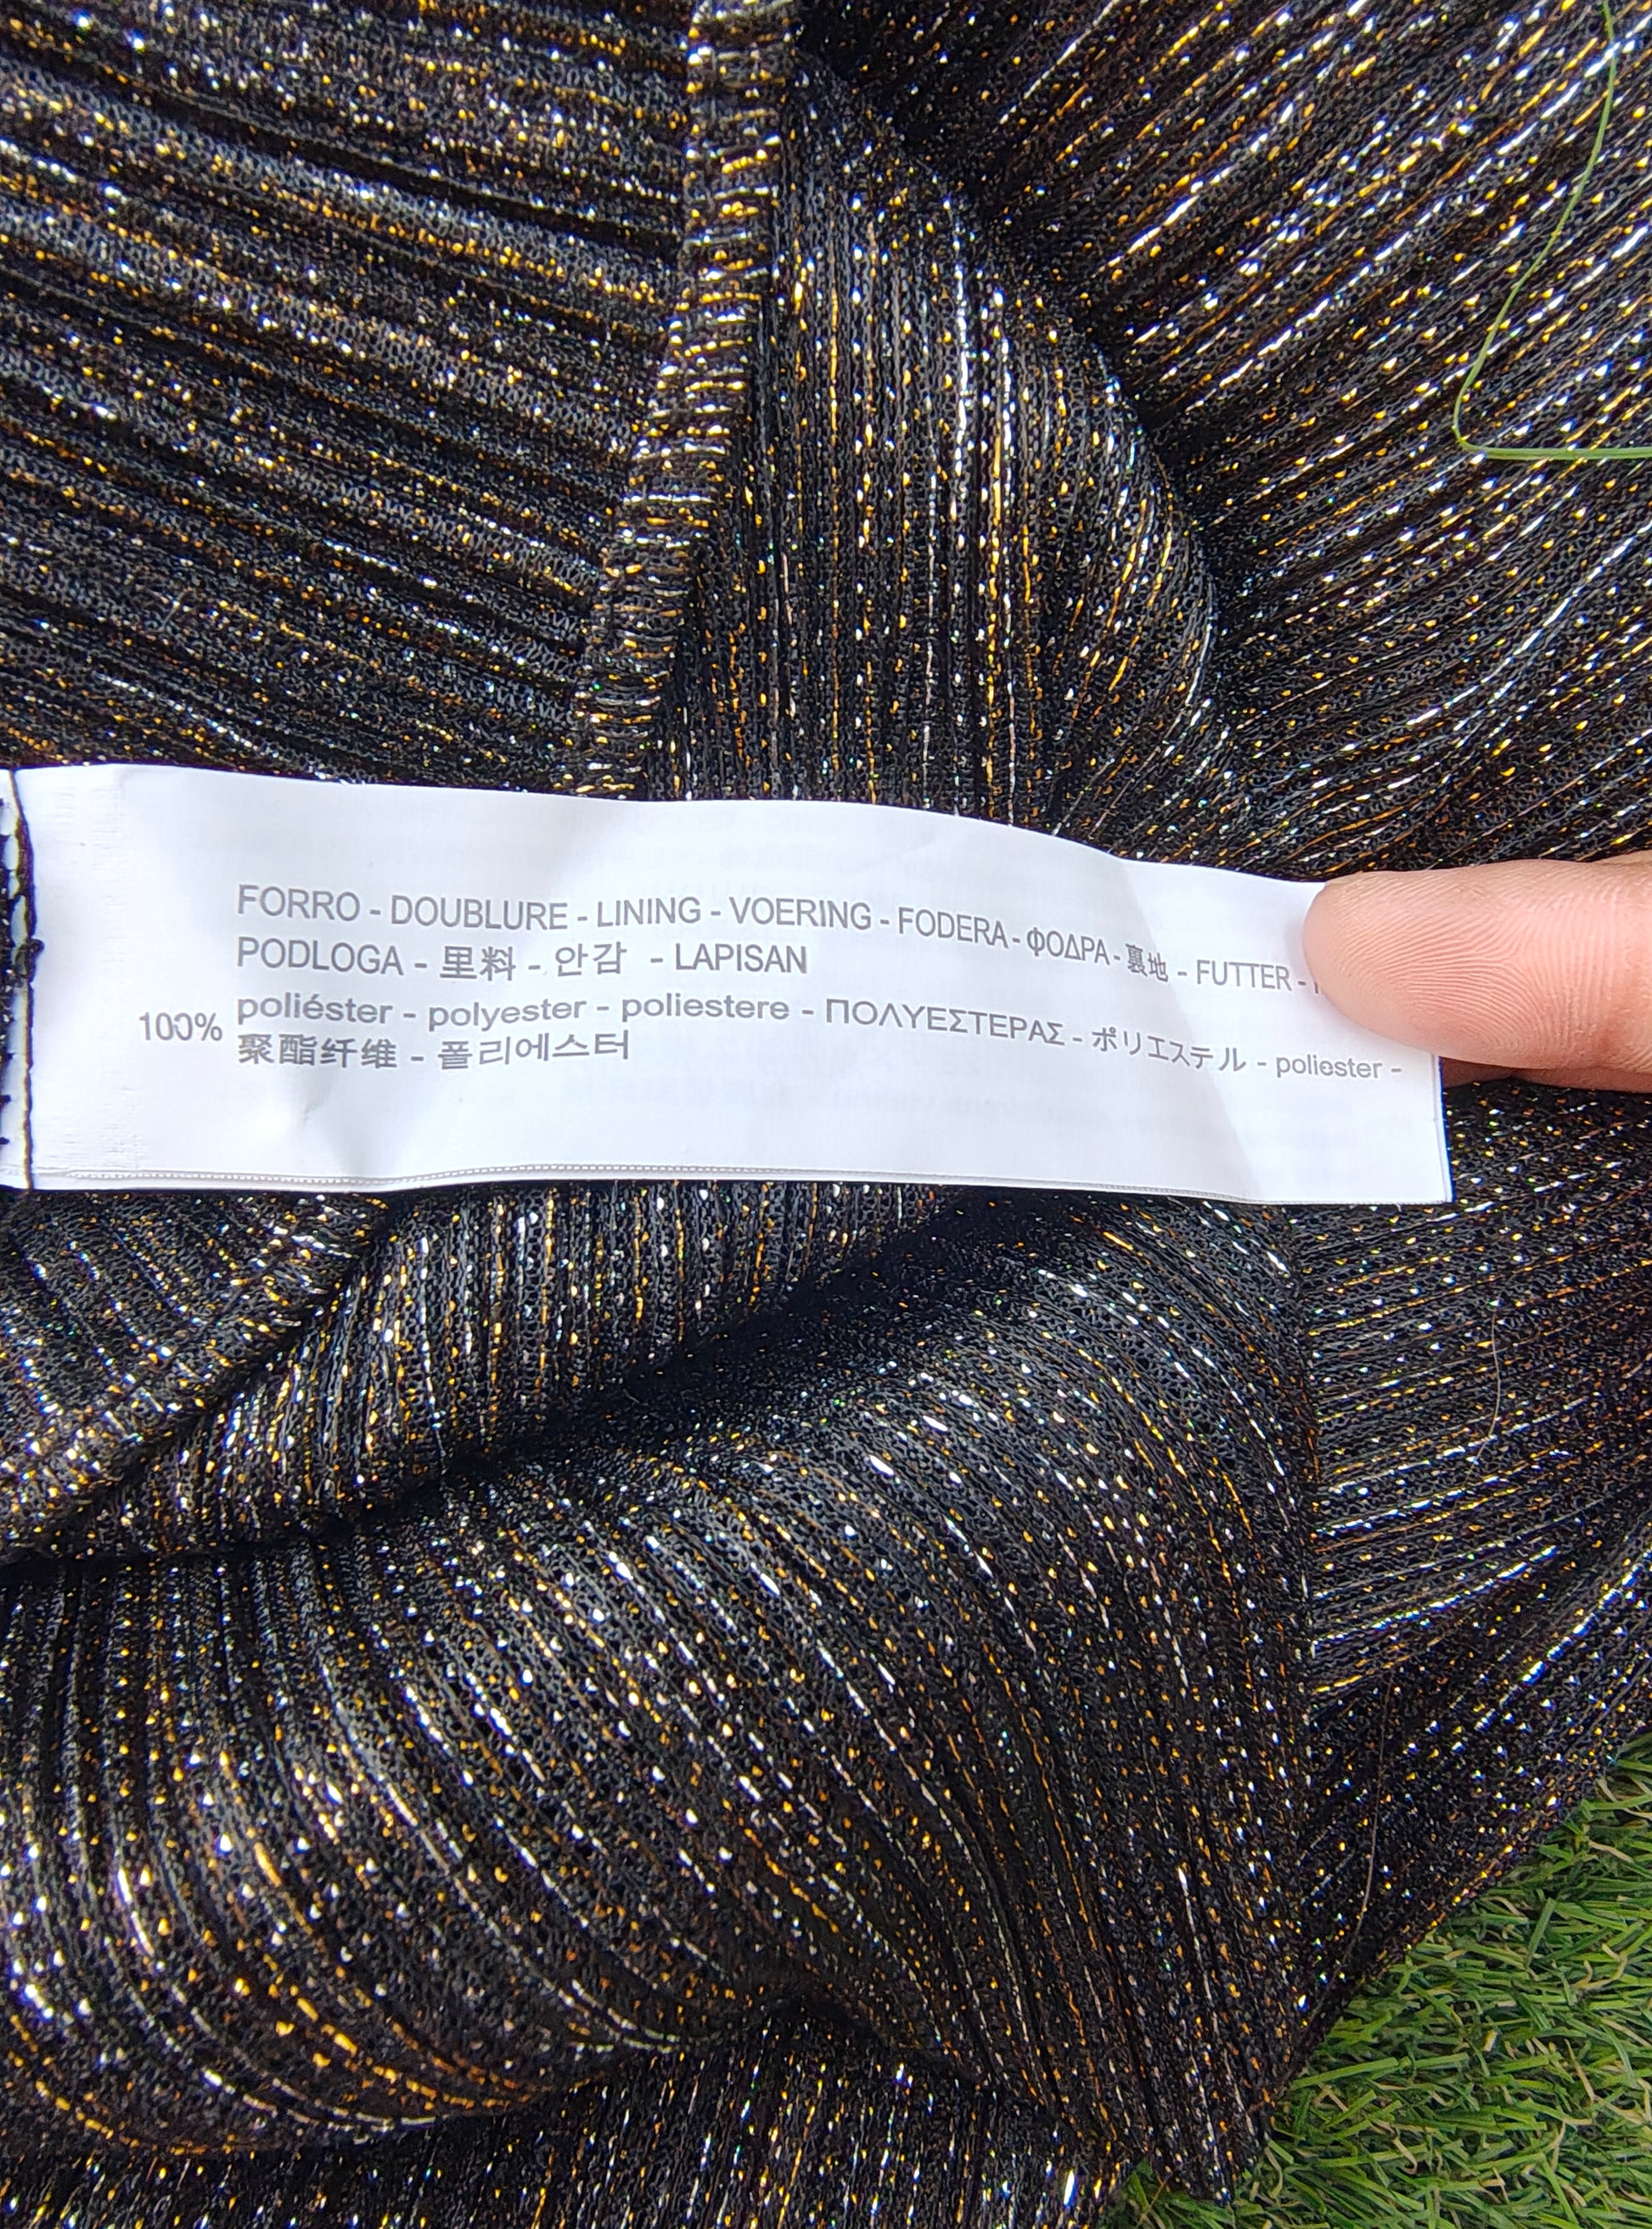 FORRO - DOUBLURE - LINING - VOERING - FODERA - ΦΟΔΡΑ - 裏地 - FUTTER -
PODLOGA - 里料 - 안감 - LAPISAN
100% poliéster - polyester - poliestere - ΠΟΛΥΕΣΤΕΡΑΣ - ポリエステル - poliester -
聚酯纤维 - 폴리에스터